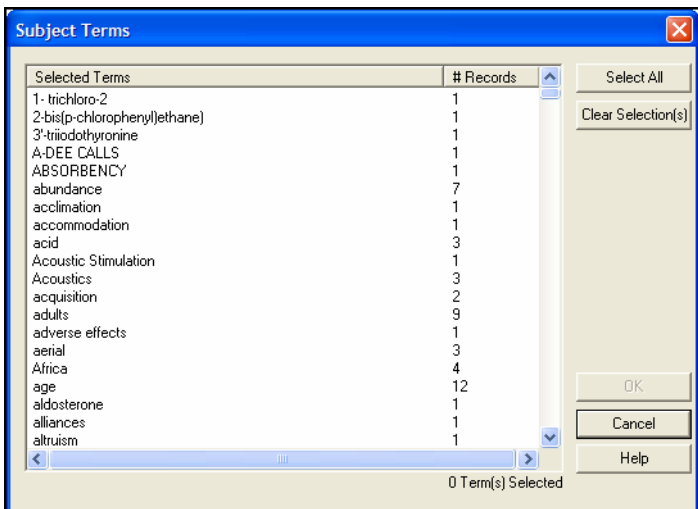 Subject Terms
Selected Terms # Records
1- trichloro-2 1
2-bis(p-chlorophenyl)ethane) 1
3'-triiodothyronine 1
A-DEE CALLS 1
ABSORBENCY 1
abundance 7
acclimation 1
accommodation 1
acid 3
Acoustic Stimulation 1
Acoustics 3
acquisition 2
adults 9
adverse effects 1
aerial 3
Africa 4
age 12
aldosterone 1
alliances 1
altruism 1
0 Term(s) Selected
Select All
Clear Selection(s)
OK
Cancel
Help